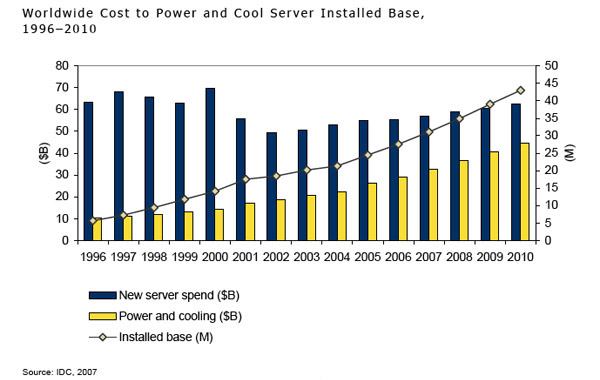 Worldwide Cost to Power and Cool Server Installed Base,
1996–2010
80
70
60
50
40
30
20
10
0
($B)
50
45
40
35
30
25
20
15
10
5
0
(M)
1996 1997 1998 1999 2000 2001 2002 2003 2004 2005 2006 2007 2008 2009 2010
New server spend ($B)
Power and cooling ($B)
Installed base (M)
Source: IDC, 2007